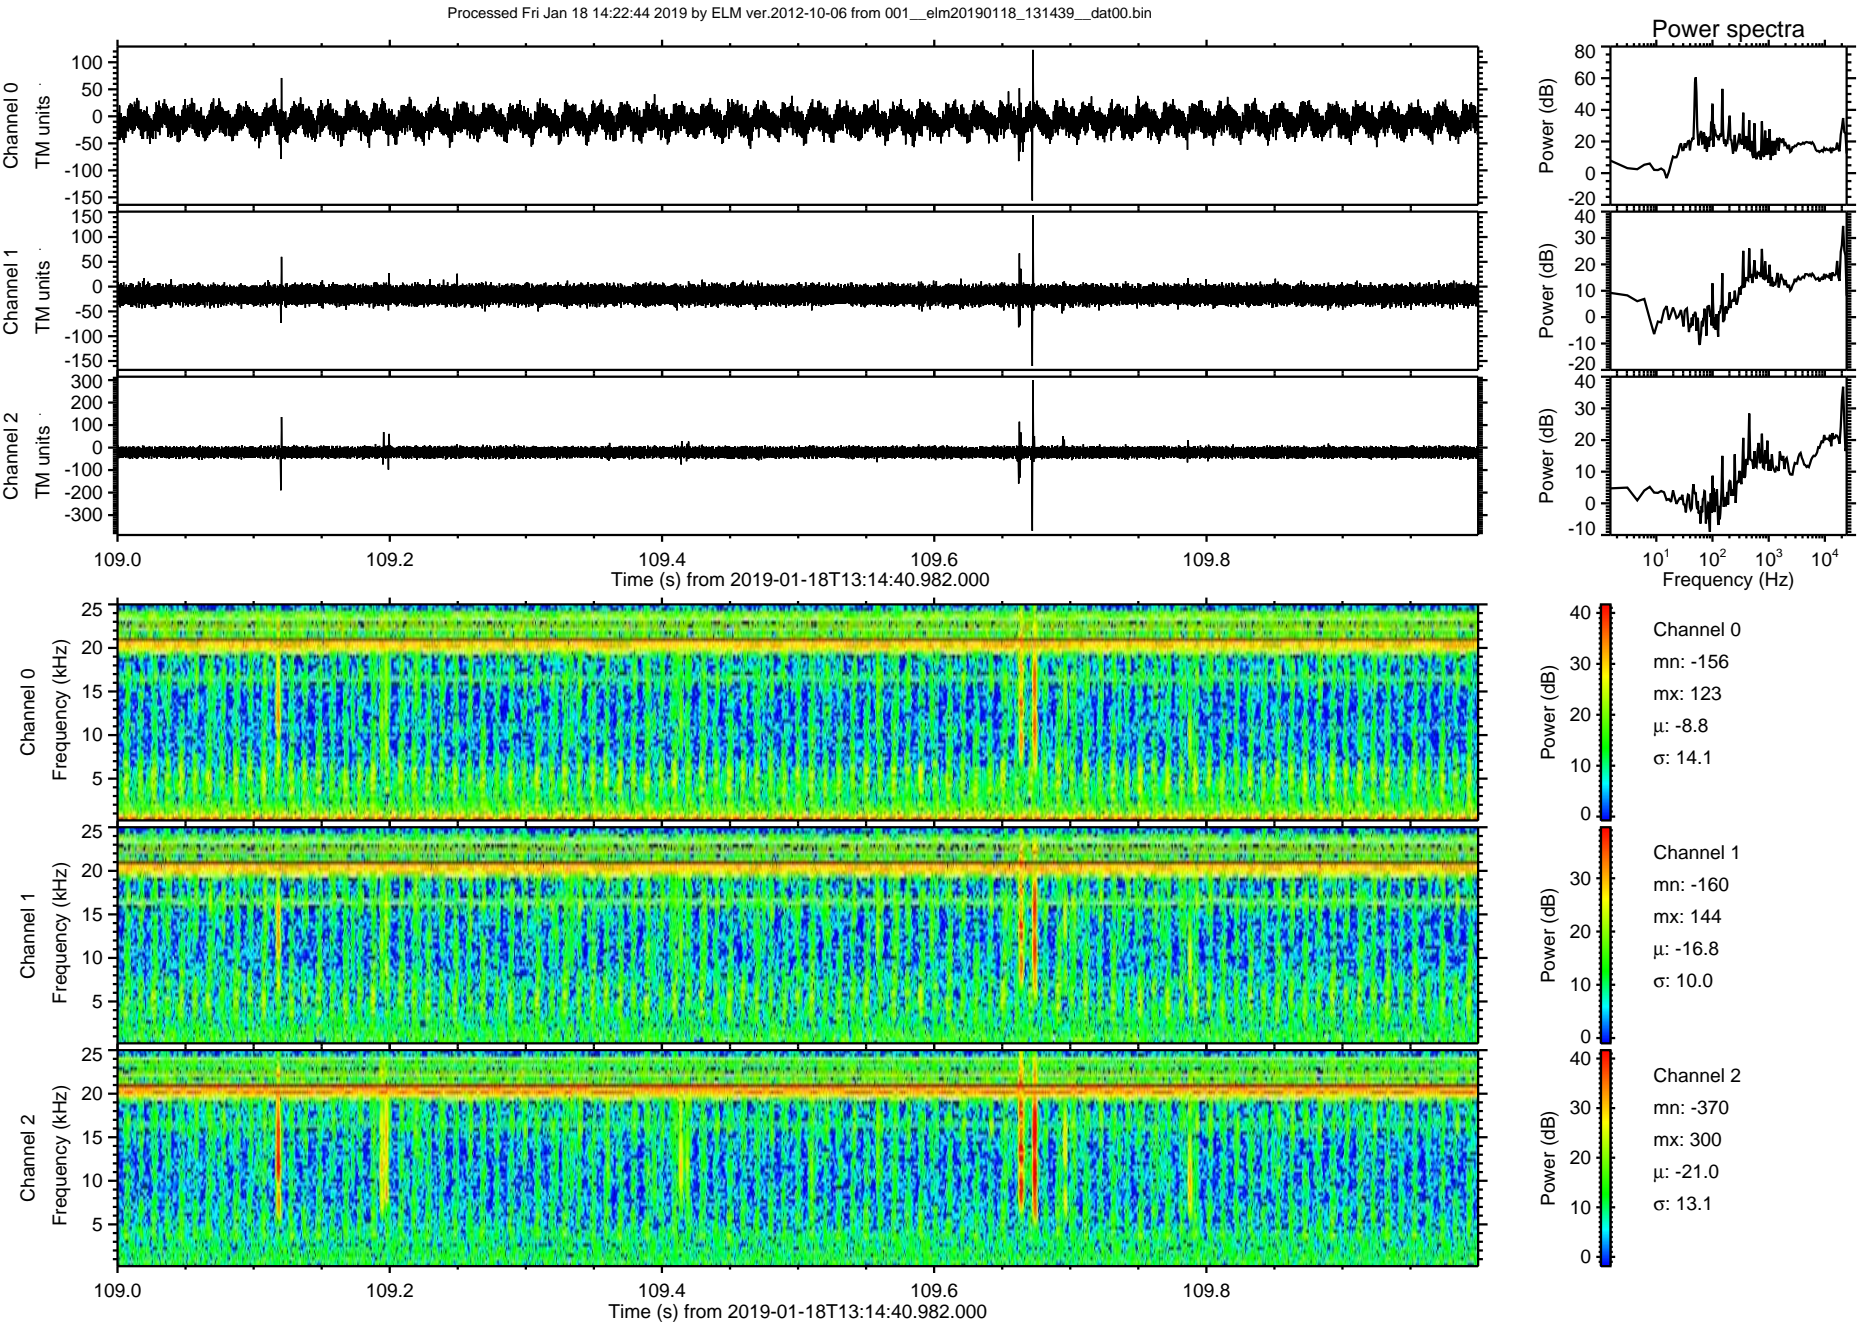 Processed Fri Jan 18 14:22:44 2019 by ELM ver.2012-10-06 from 001__elm20190118_131439__dat00.bin
Power spectra
Channel 0
TM units
100
50
0
-50
-100
-150
Power (dB)
80
60
40
20
0
-20
Channel 1
TM units
150
100
50
0
-50
-100
-150
Power (dB)
40
30
20
10
0
-10
-20
Channel 2
TM units
300
200
100
0
-100
-200
-300
Power (dB)
40
30
20
10
0
-10
109.0 109.2 109.4 109.6 109.8
Time (s) from 2019-01-18T13:14:40.982.000
10^1 10^2 10^3 10^4
Frequency (Hz)
Channel 0
Frequency (kHz)
25
20
15
10
5
Power (dB)
40
30
20
10
0
Channel 0
mn: -156
mx: 123
µ: -8.8
σ: 14.1
Channel 1
Frequency (kHz)
25
20
15
10
5
Power (dB)
30
20
10
0
Channel 1
mn: -160
mx: 144
µ: -16.8
σ: 10.0
Channel 2
Frequency (kHz)
25
20
15
10
5
Power (dB)
40
30
20
10
0
Channel 2
mn: -370
mx: 300
µ: -21.0
σ: 13.1
109.0 109.2 109.4 109.6 109.8
Time (s) from 2019-01-18T13:14:40.982.000